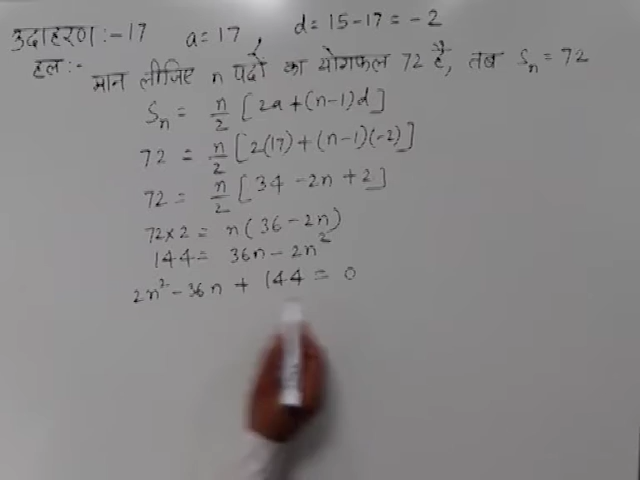 उदाहरण:-17 a=17, d=15-17=-2
हल:- मान लीजिए n पदों का योगफल 72 है, तब Sₙ=72
Sₙ = n/2 [2a+(n-1)d]
72 = n/2 [2(17)+(n-1)(-2)]
72 = n/2 [34-2n+2]
72×2 = n(36-2n)
144 = 36n-2n²
2n²-36n+144=0